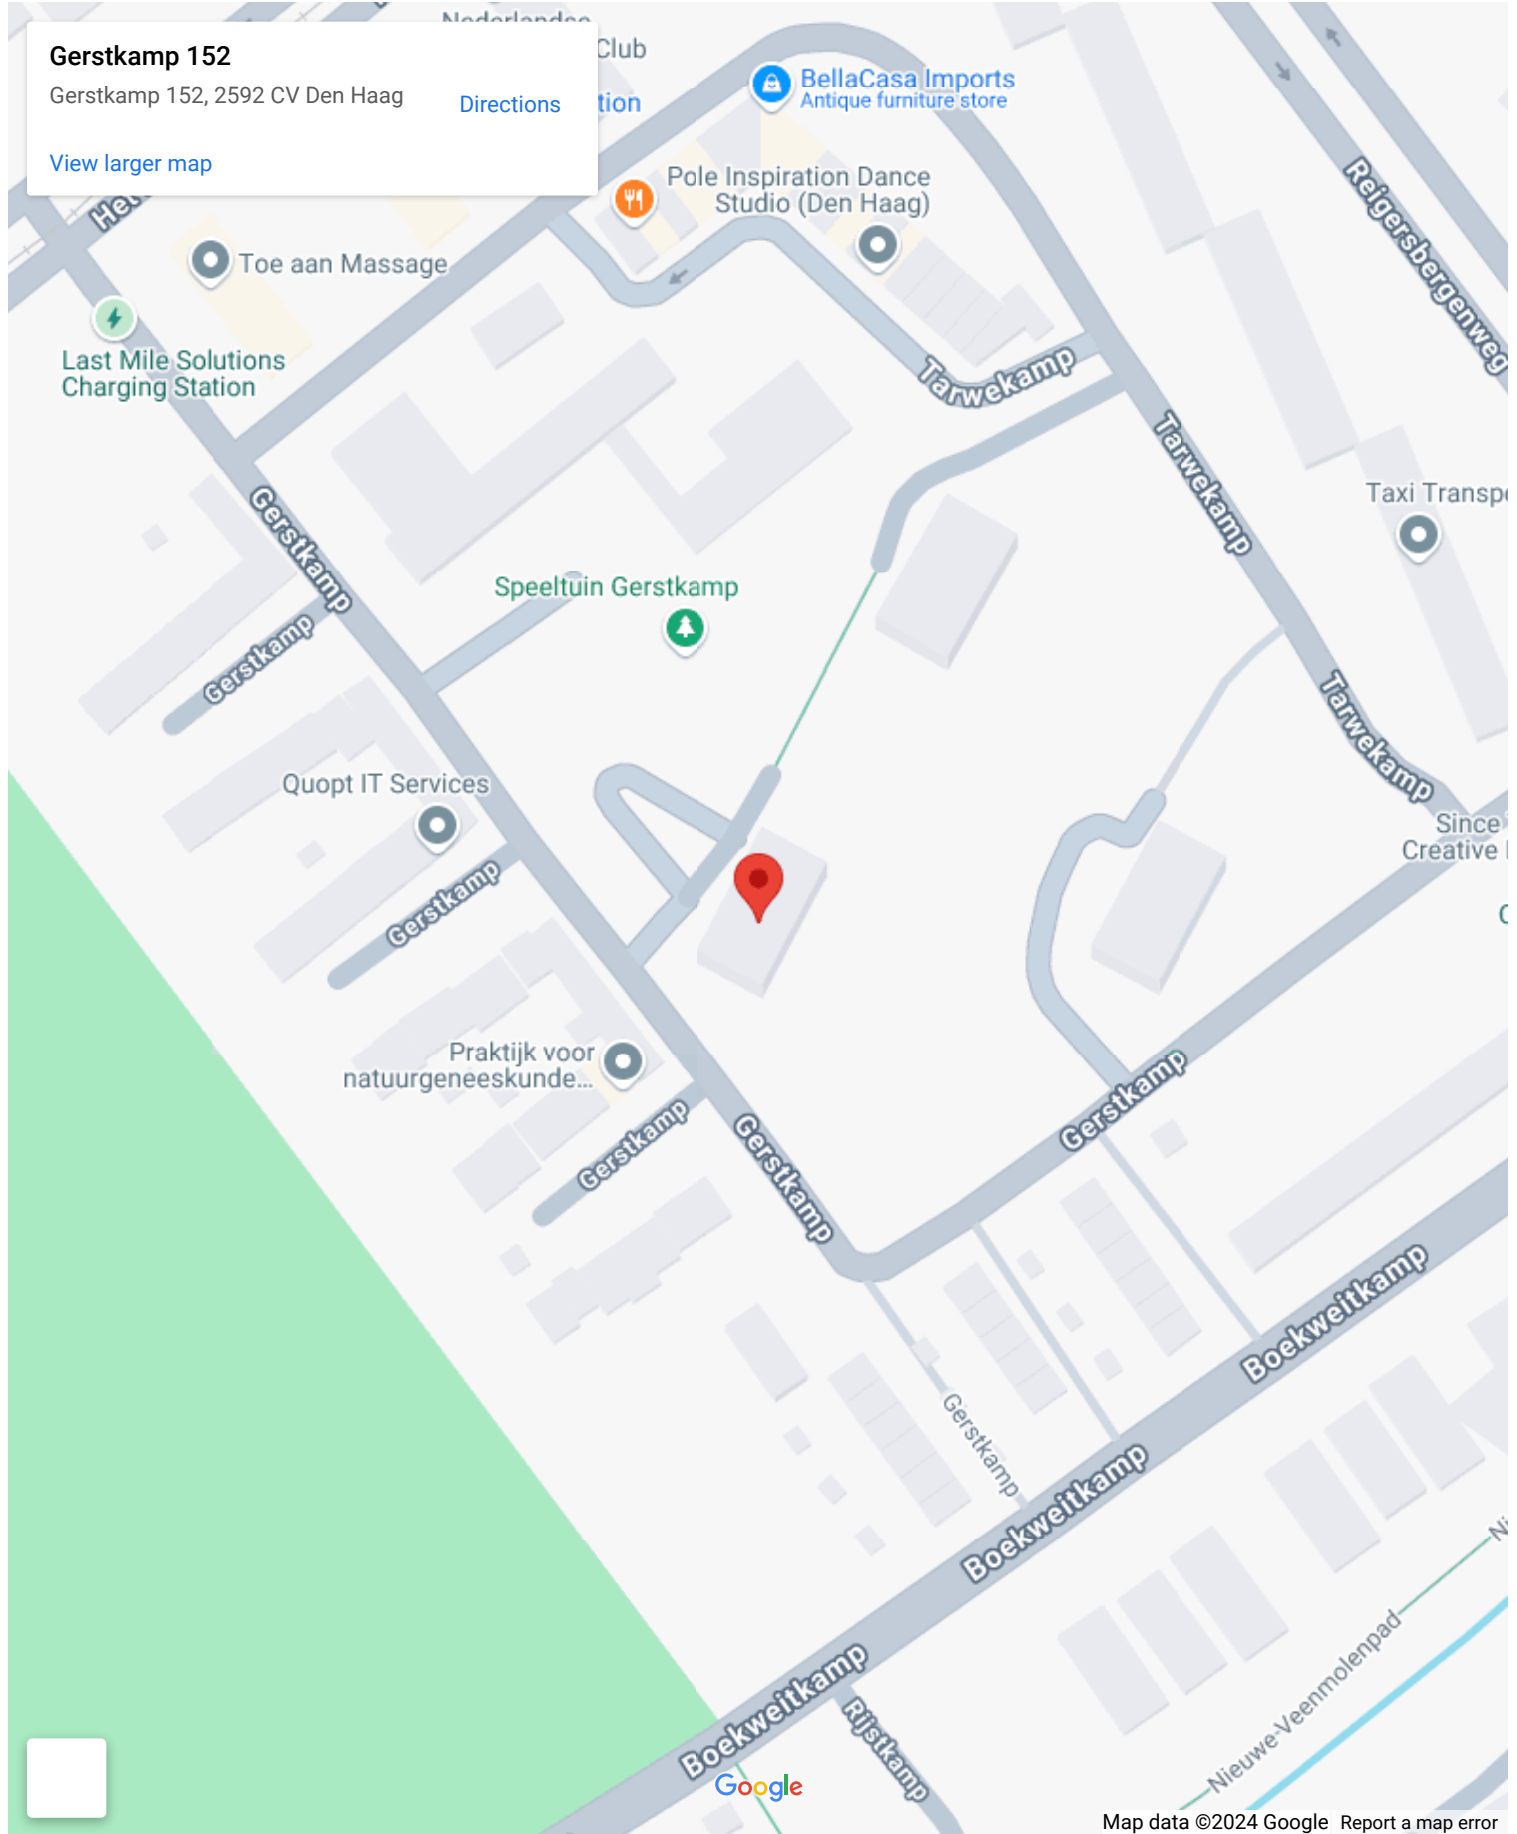 Nederlandse
Club
Gerstkamp 152
Gerstkamp 152, 2592 CV Den Haag
Directions
tion
View larger map
BellaCasa Imports
Antique furniture store
Pole Inspiration Dance
Studio (Den Haag)
Reigersbergenweg
Toe aan Massage
Last Mile Solutions
Charging Station
Tarwekamp
Tarwekamp
Taxi Transpo
Gerstkamp
Speeltuin Gerstkamp
Gerstkamp
Tarwekamp
Quopt IT Services
Since
Creative
Gerstkamp
Praktijk voor
natuurgeneeskunde...
Gerstkamp
Gerstkamp
Gerstkamp
Boekweitkamp
Gerstkamp
Boekweitkamp
Boekweitkamp
Rijstkamp
Nieuwe-Veenmolenpad
Google
Map data ©2024 Google
Report a map error